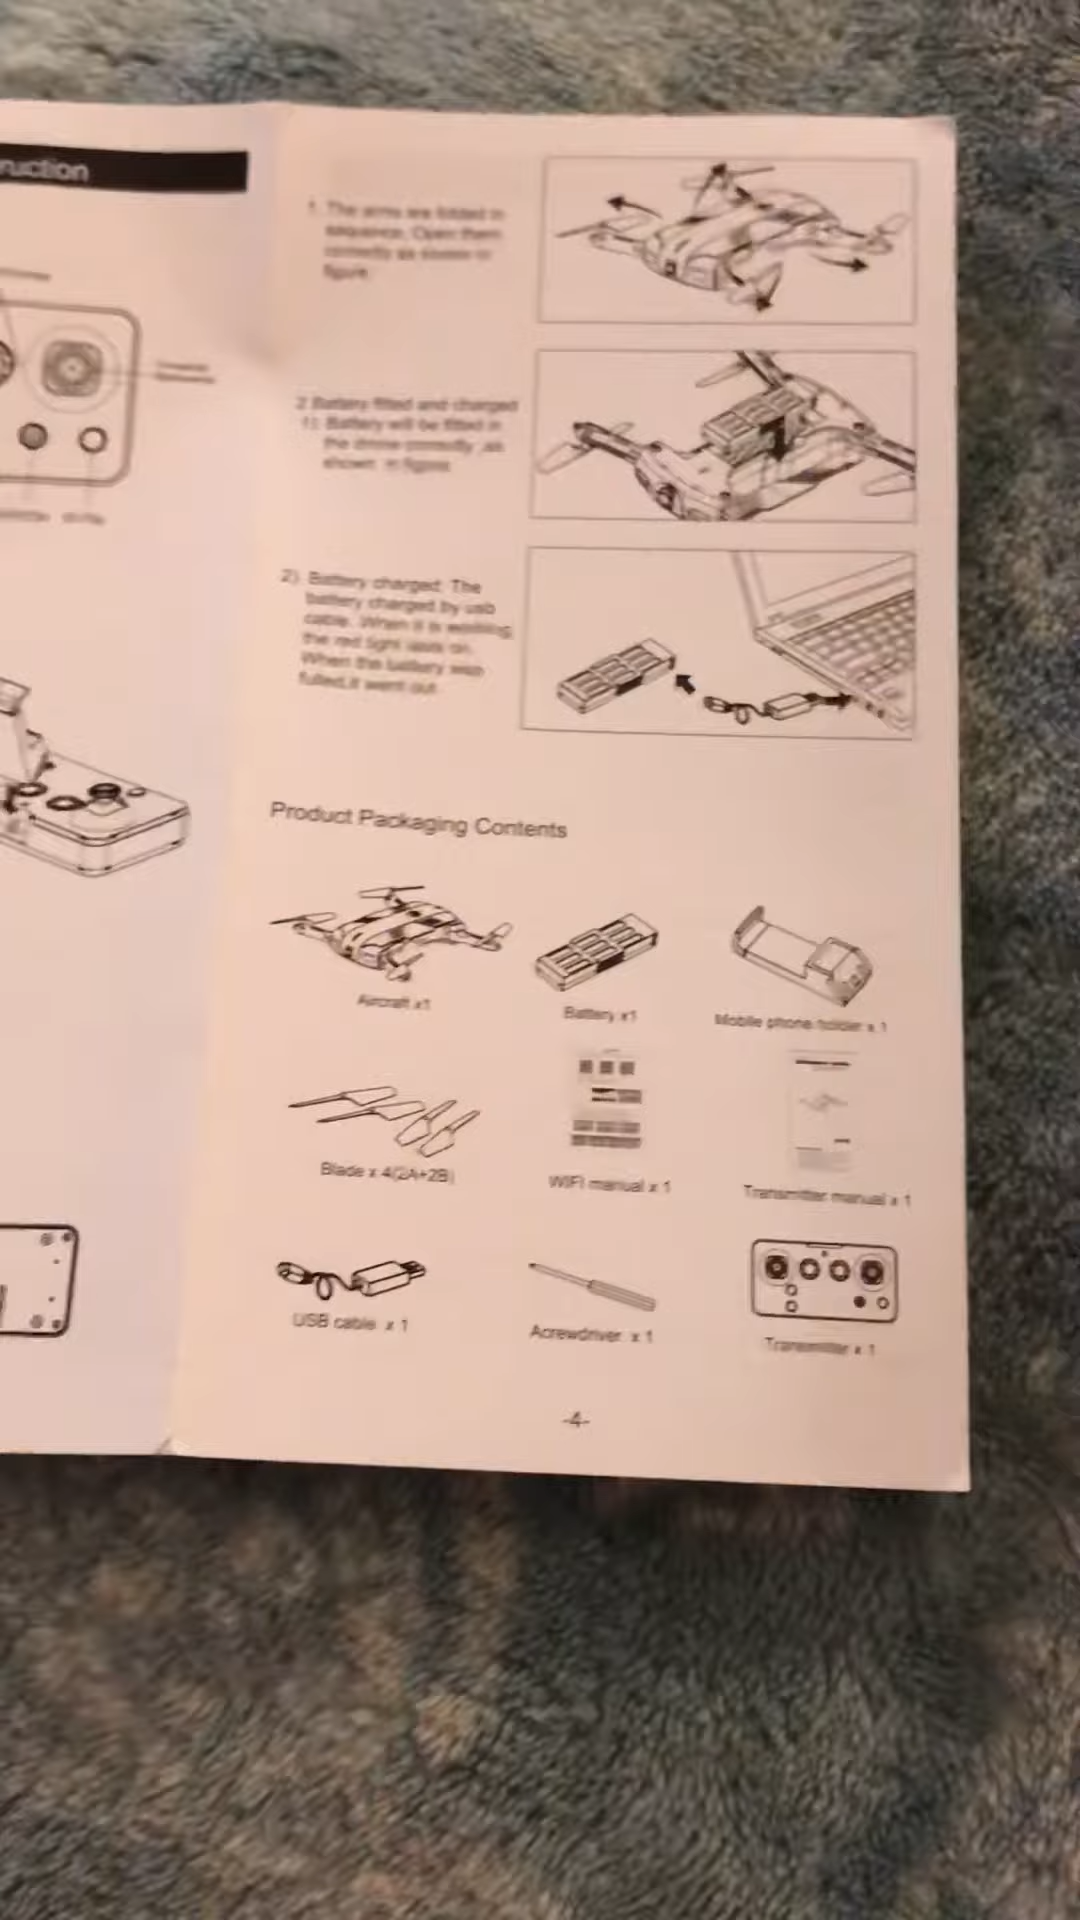 ruction
1. The arms are folded in
sequence, Open them
correctly as shown in
figure.
2 Battery fitted and charged
1) Battery will be fitted in
the drone correctly ,as
shown in figure
2) Battery charged: The
battery charged by usb
cable. When it is working,
the red light on.
When the battery
fulled,it went out
Product Packaging Contents
Aircraft x1
Battery x1
Mobile phone holder x 1
Blade x 4(2A+2B)
WIFI manual x 1
Transmitter manual x 1
USB cable x 1
Acrewdriver x 1
Transmitter x 1
-4-